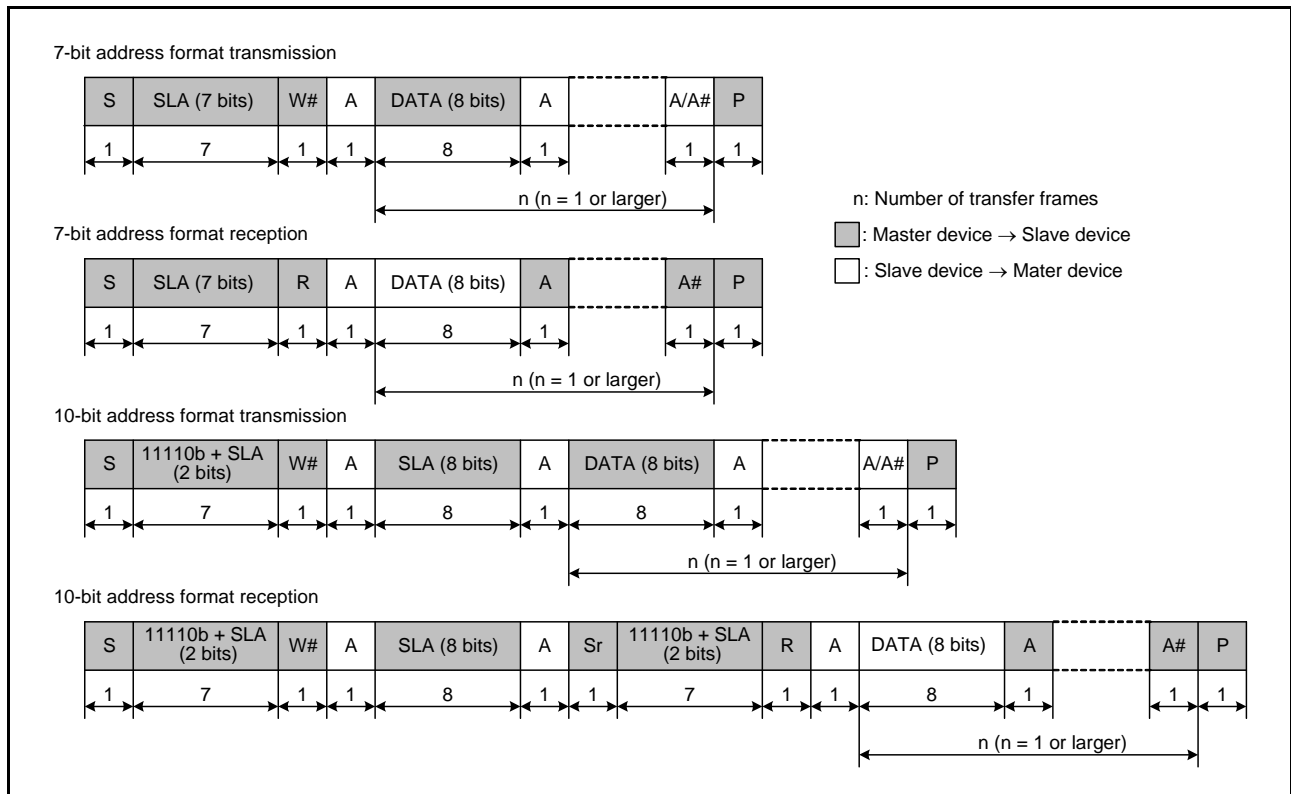 7-bit address format transmission
S SLA (7 bits) W# A DATA (8 bits) A A/A# P
1 7 1 1 8 1 1 1
n (n = 1 or larger)
n: Number of transfer frames
: Master device → Slave device
: Slave device → Mater device
7-bit address format reception
S SLA (7 bits) R A DATA (8 bits) A A# P
1 7 1 1 8 1 1 1
n (n = 1 or larger)
10-bit address format transmission
S 11110b + SLA (2 bits) W# A SLA (8 bits) A DATA (8 bits) A A/A# P
1 7 1 1 8 1 8 1 1 1
n (n = 1 or larger)
10-bit address format reception
S 11110b + SLA (2 bits) W# A SLA (8 bits) A Sr 11110b + SLA (2 bits) R A DATA (8 bits) A A# P
1 7 1 1 8 1 1 7 1 1 8 1 1 1
n (n = 1 or larger)